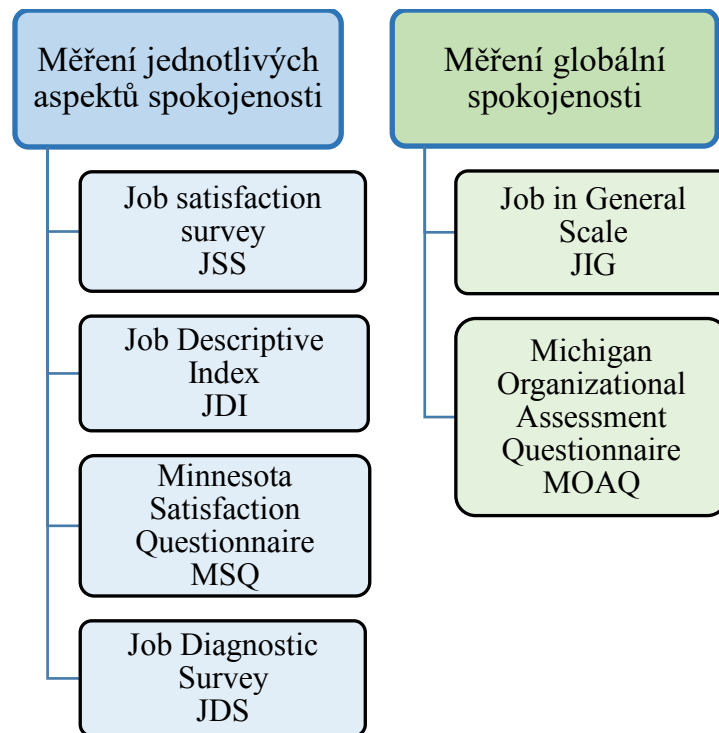 Měření jednotlivých
aspektů spokojenosti
Job satisfaction
survey
JSS
Job Descriptive
Index
JDI
Minnesota
Satisfaction
Questionnaire
MSQ
Job Diagnostic
Survey
JDS
Měření globální
spokojenosti
Job in General
Scale
JIG
Michigan
Organizational
Assessment
Questionnaire
MOAQ